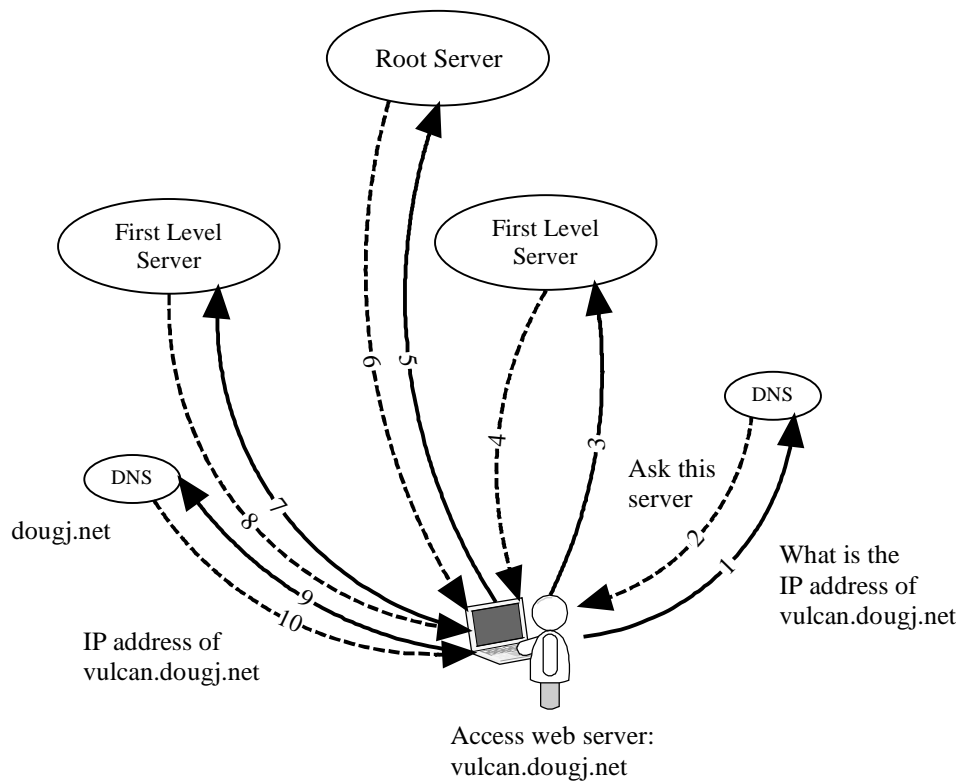 Root Server
First Level
Server
First Level
Server
6
5
4
3
DNS
Ask this
server
DNS
7
8
2
1
dougj.net
What is the
IP address of
vulcan.dougj.net
9
10
IP address of
vulcan.dougj.net
Access web server:
vulcan.dougj.net